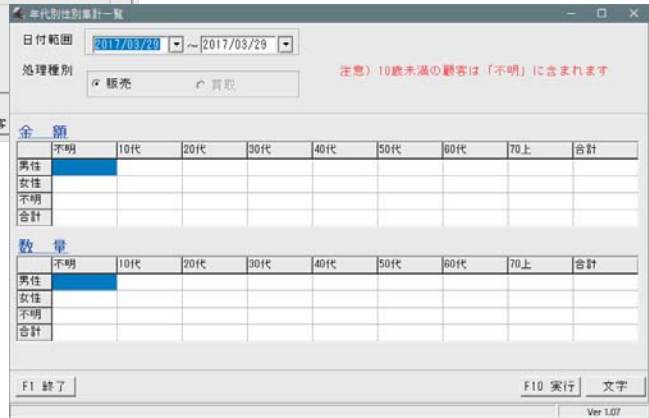 年代別性別集計一覧
日付範囲 2017/03/29 ～ 2017/03/29
処理種別 販売 買取
注意）10歳未満の顧客は「不明」に含まれます
金 額
不明 10代 20代 30代 40代 50代 60代 70上 合計
男性
女性
不明
合計
数 量
不明 10代 20代 30代 40代 50代 60代 70上 合計
男性
女性
不明
合計
F1 終了 F10 実行 文字
Ver 1.07